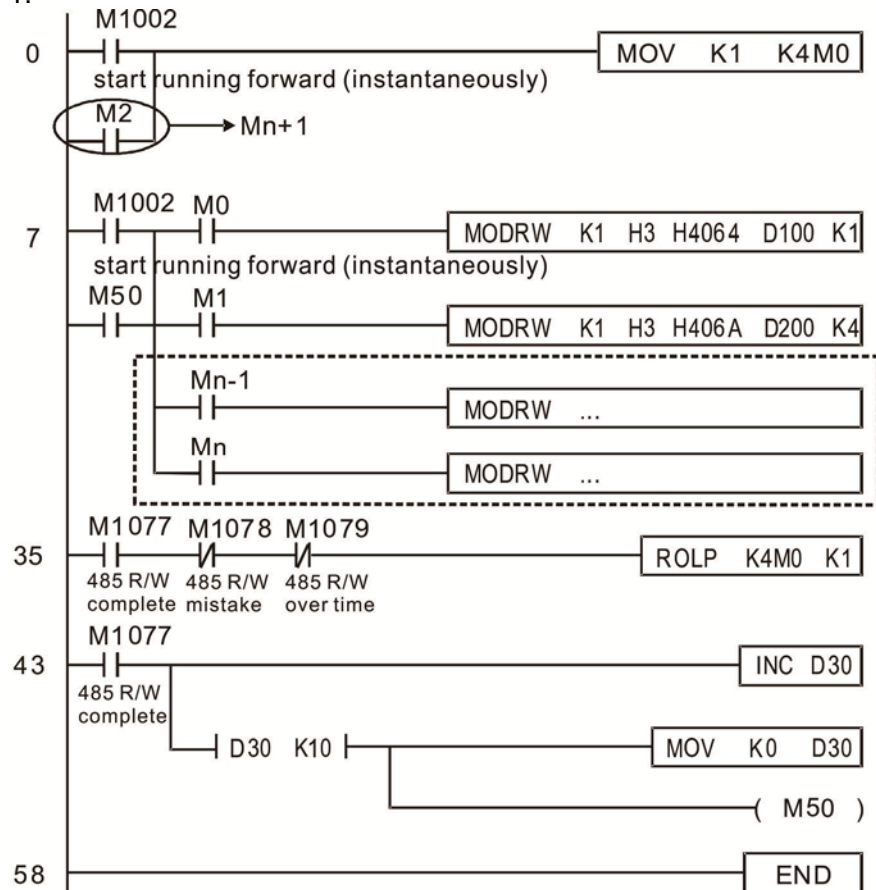 M1002
0 MOV K1 K4M0
start running forward (instantaneously)
M2 Mn+1
M1002 M0
7 MODRW K1 H3 H4064 D100 K1
start running forward (instantaneously)
M50 M1
MODRW K1 H3 H406A D200 K4
Mn-1
MODRW ...
Mn
MODRW ...
M1077 M1078 M1079
35 ROLP K4M0 K1
485 R/W 485 R/W 485 R/W
complete mistake over time
M1077
43 INC D30
485 R/W
complete
D30 K10 MOV K0 D30
( M50 )
58 END